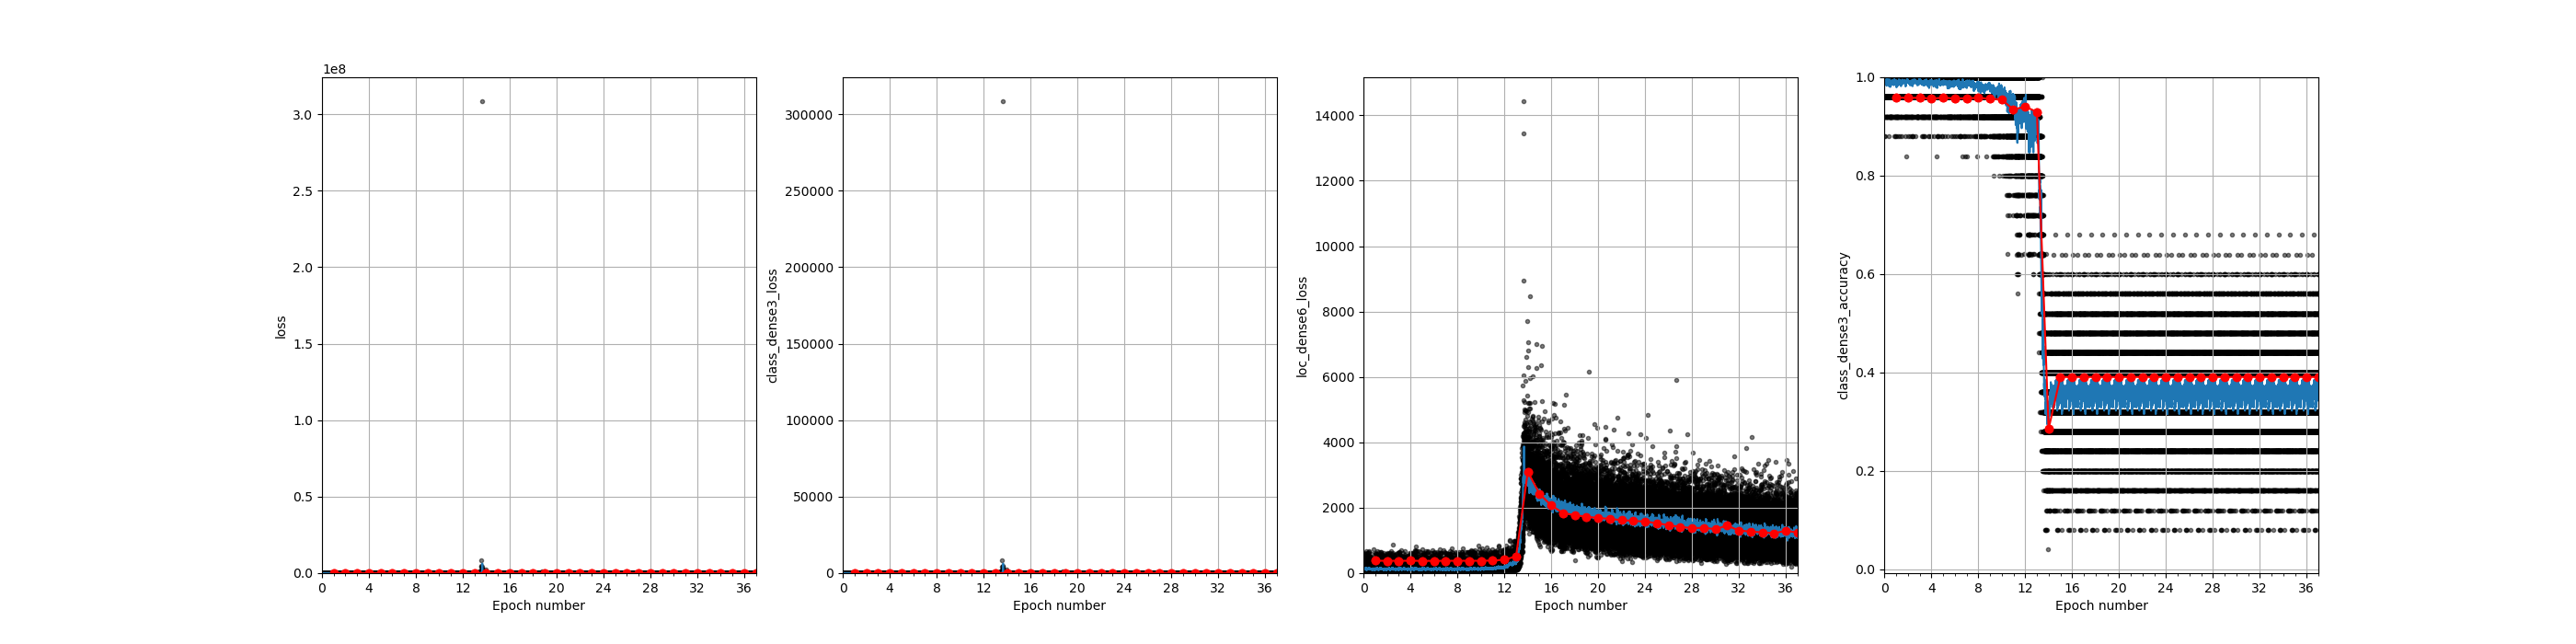 1e8
3.0
2.5
2.0
1.5
1.0
0.5
0.0
loss
0 4 8 12 16 20 24 28 32 36
Epoch number
300000
250000
200000
150000
100000
50000
0
class_dense3_loss
0 4 8 12 16 20 24 28 32 36
Epoch number
14000
12000
10000
8000
6000
4000
2000
0
loc_dense6_loss
0 4 8 12 16 20 24 28 32 36
Epoch number
1.0
0.8
0.6
0.4
0.2
0.0
class_dense3_accuracy
0 4 8 12 16 20 24 28 32 36
Epoch number